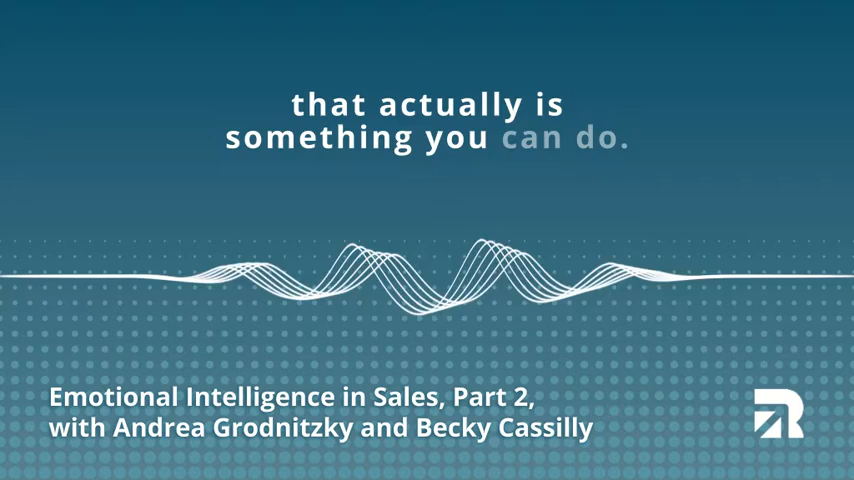 that actually is
something you can do.
Emotional Intelligence in Sales, Part 2,
with Andrea Grodnitzky and Becky Cassilly